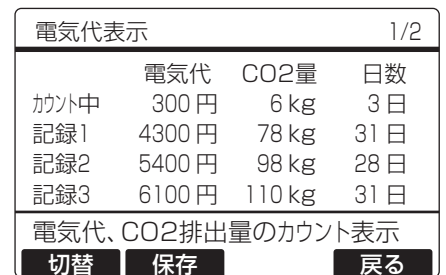 電気代表示 1/2
電気代 CO2量 日数
ｶｳﾝﾄ中 300円 6kg 3日
記録1 4300円 78kg 31日
記録2 5400円 98kg 28日
記録3 6100円 110kg 31日
電気代、CO2排出量のカウント表示
切替 保存 戻る